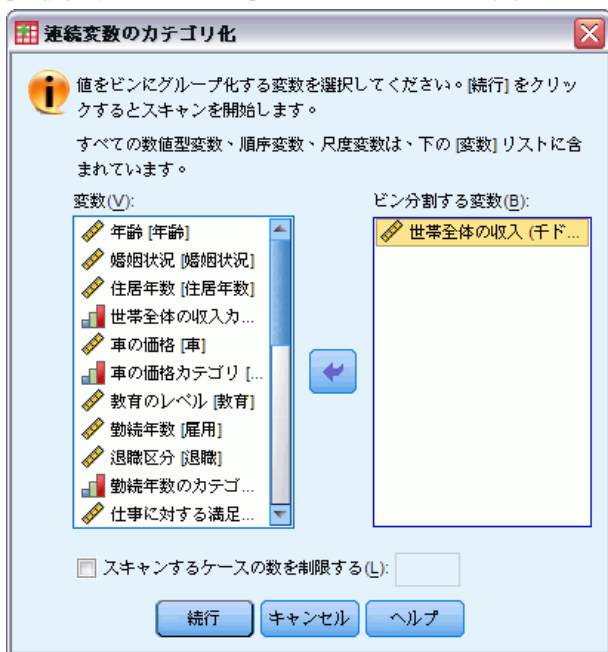 連続変数のカテゴリ化
値をビンにグループ化する変数を選択してください。[続行] をクリッ
クするとスキャンを開始します。
すべての数値型変数、順序変数、尺度変数は、下の [変数] リストに含
まれています。
変数(V):
年齢 [年齢]
婚姻状況 [婚姻状況]
住居年数 [住居年数]
世帯全体の収入カ...
車の価格 [車]
車の価格カテゴリ [...
教育のレベル [教育]
勤続年数 [雇用]
退職区分 [退職]
勤続年数のカテゴ...
仕事に対する満足...
ビン分割する変数(B):
世帯全体の収入 (千ド...
スキャンするケースの数を制限する(L):
続行
キャンセル
ヘルプ